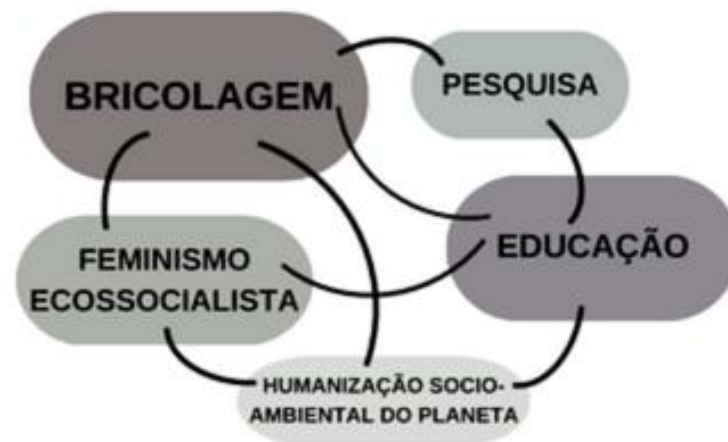 BRICOLAGEM
PESQUISA
EDUCAÇÃO
FEMINISMO
ECOSSOCIALISTA
HUMANIZAÇÃO SOCIO-
AMBIENTAL DO PLANETA